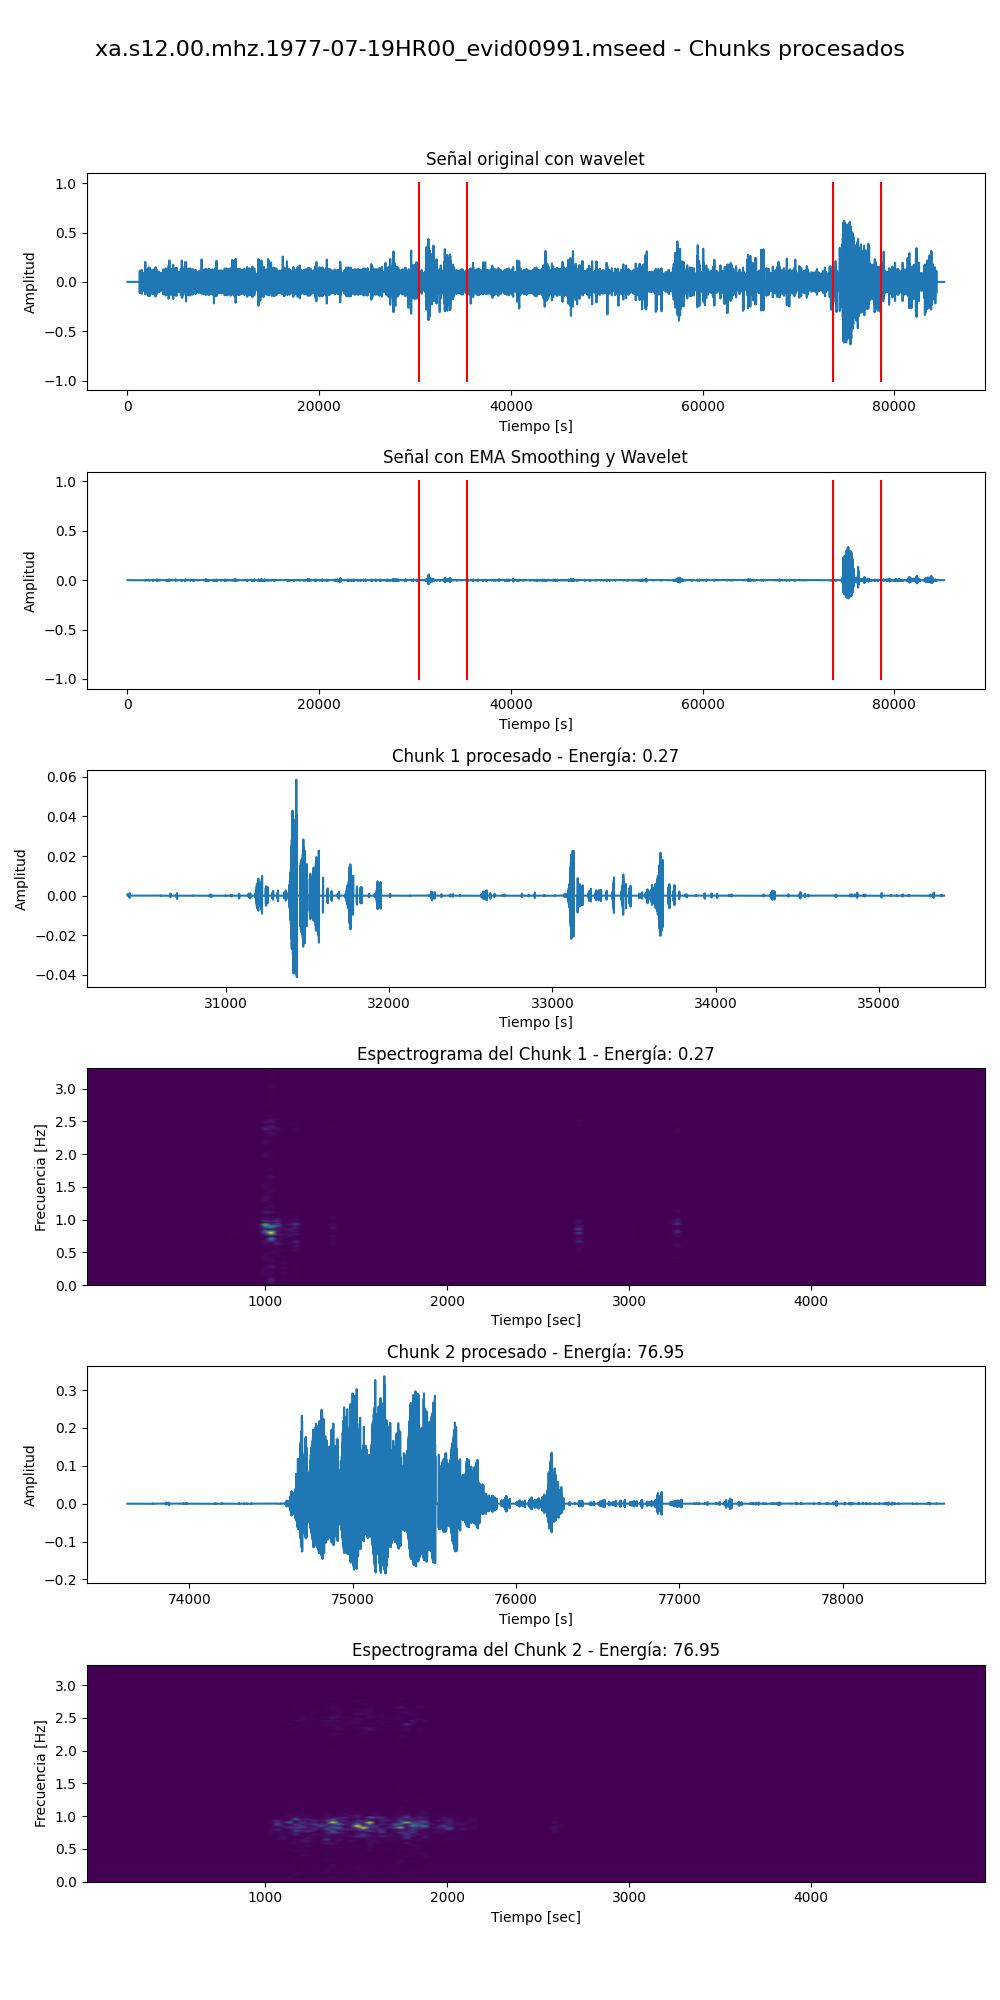 xa.s12.00.mhz.1977-07-19HR00_evid00991.mseed - Chunks procesados
Señal original con wavelet
1.0
0.5
0.0
−0.5
−1.0
Amplitud
0 20000 40000 60000 80000
Tiempo [s]
Señal con EMA Smoothing y Wavelet
1.0
0.5
0.0
−0.5
−1.0
Amplitud
0 20000 40000 60000 80000
Tiempo [s]
Chunk 1 procesado - Energía: 0.27
0.06
0.04
0.02
0.00
−0.02
−0.04
Amplitud
31000 32000 33000 34000 35000
Tiempo [s]
Espectrograma del Chunk 1 - Energía: 0.27
3.0
2.5
2.0
1.5
1.0
0.5
0.0
Frecuencia [Hz]
1000 2000 3000 4000
Tiempo [sec]
Chunk 2 procesado - Energía: 76.95
0.3
0.2
0.1
0.0
−0.1
−0.2
Amplitud
74000 75000 76000 77000 78000
Tiempo [s]
Espectrograma del Chunk 2 - Energía: 76.95
3.0
2.5
2.0
1.5
1.0
0.5
0.0
Frecuencia [Hz]
1000 2000 3000 4000
Tiempo [sec]